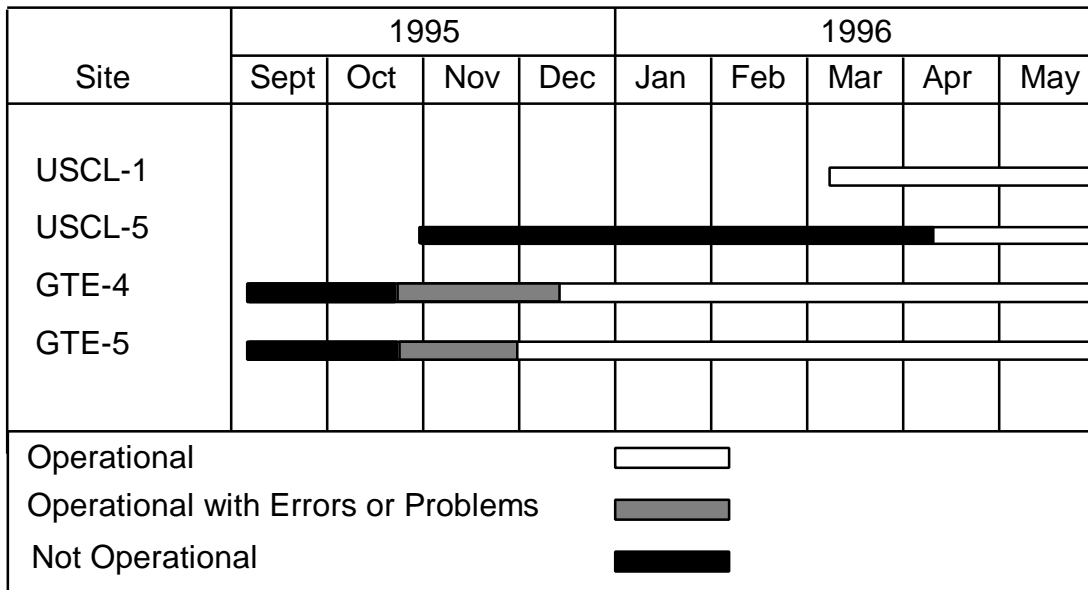 1995 1996
Site Sept Oct Nov Dec Jan Feb Mar Apr May
USCL-1
USCL-5
GTE-4
GTE-5
Operational
Operational with Errors or Problems
Not Operational